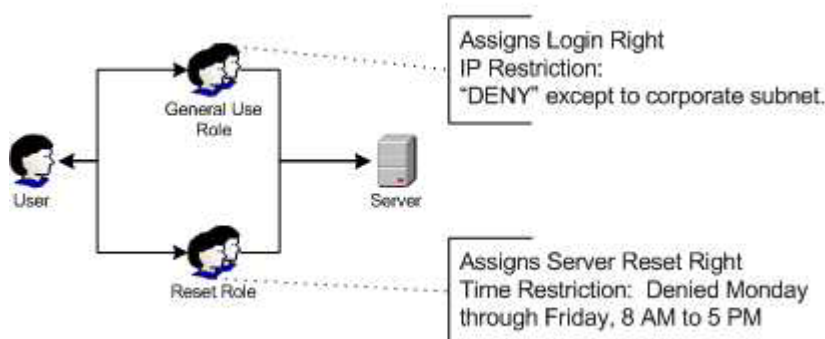 Assigns Login Right
IP Restriction:
“DENY” except to corporate subnet.
General Use
Role
User
Server
Reset Role
Assigns Server Reset Right
Time Restriction:  Denied Monday
through Friday, 8 AM to 5 PM